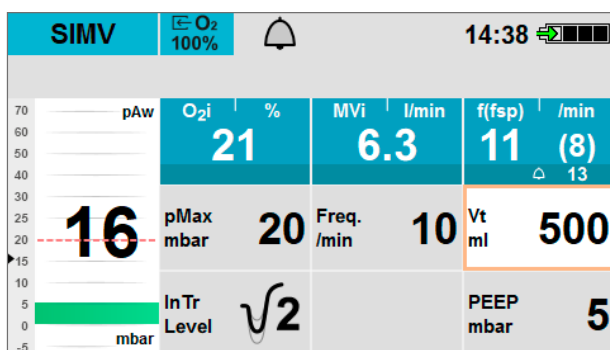 SIMV
O₂
100%
14:38
70
60
50
40
30
25
20
15
10
5
0
-5
pAw
16
mbar
O₂i %
21
MVi l/min
6.3
f(fsp) /min
11 (8)
13
pMax
mbar
20
Freq.
/min
10
Vt
ml
500
InTr
Level
2
PEEP
mbar
5